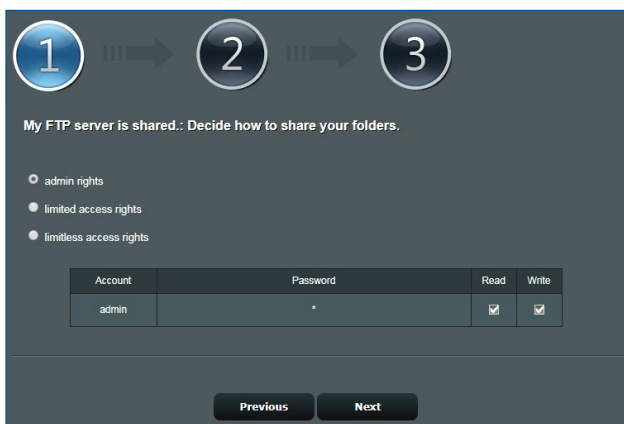 1 2 3
My FTP server is shared.: Decide how to share your folders.
admin rights
limited access rights
limitless access rights
Account Password Read Write
admin *
Previous Next